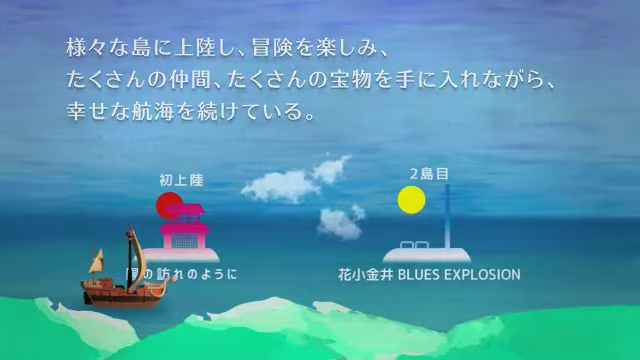 様々な島に上陸し、冒険を楽しみ、
たくさんの仲間、たくさんの宝物を手に入れながら、
幸せな航海を続けている。
初上陸
2島目
の訪れのように
花小金井 BLUES EXPLOSION